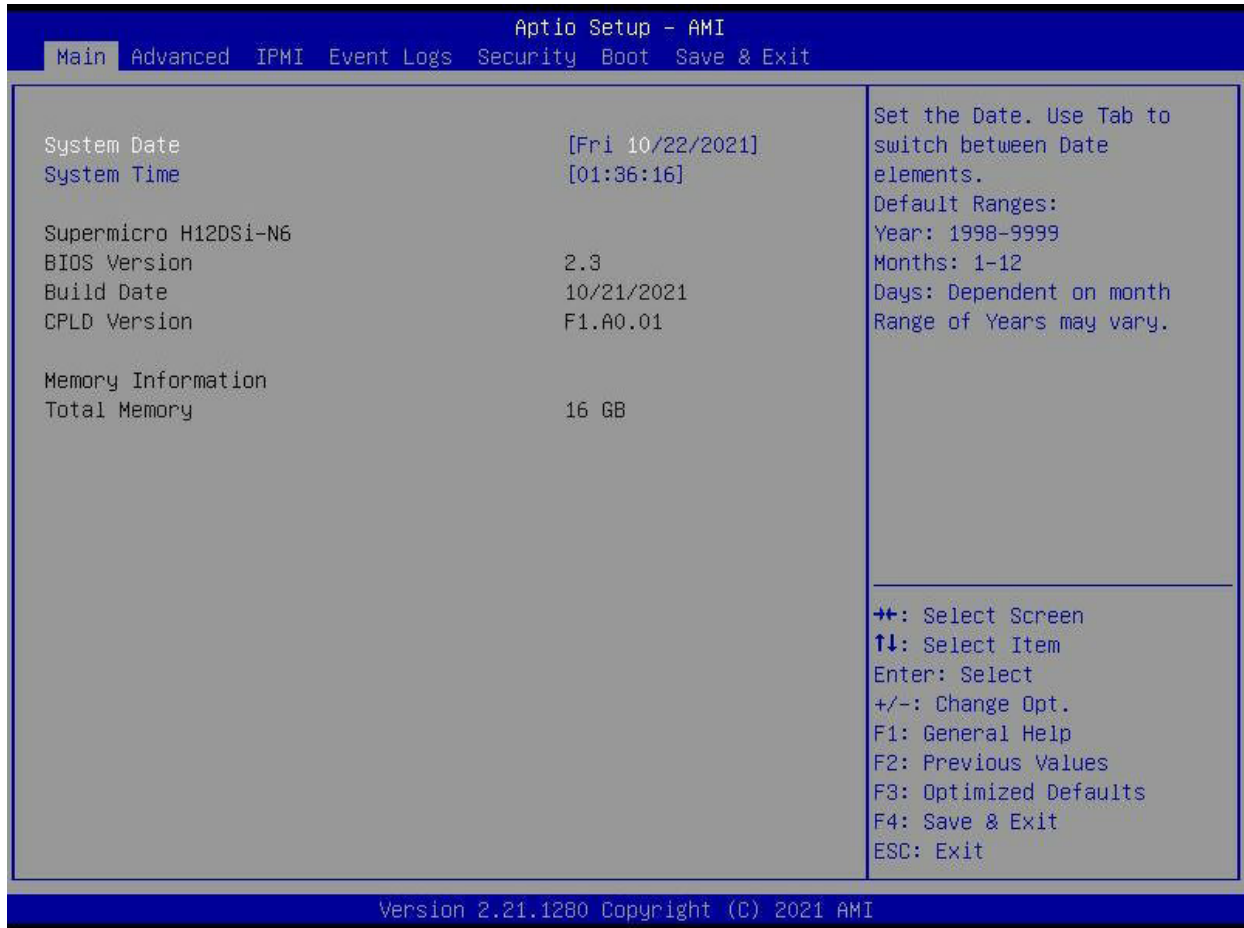 Aptio Setup - AMI
Main Advanced IPMI Event Logs Security Boot Save & Exit
System Date [Fri 10/22/2021]
System Time [01:36:16]
Supermicro H12DSi-N6
BIOS Version 2.3
Build Date 10/21/2021
CPLD Version F1.A0.01
Memory Information
Total Memory 16 GB
Set the Date. Use Tab to
switch between Date
elements.
Default Ranges:
Year: 1998-9999
Months: 1-12
Days: Dependent on month
Range of Years may vary.
→←: Select Screen
↑↓: Select Item
Enter: Select
+/-: Change Opt.
F1: General Help
F2: Previous Values
F3: Optimized Defaults
F4: Save & Exit
ESC: Exit
Version 2.21.1280 Copyright (C) 2021 AMI